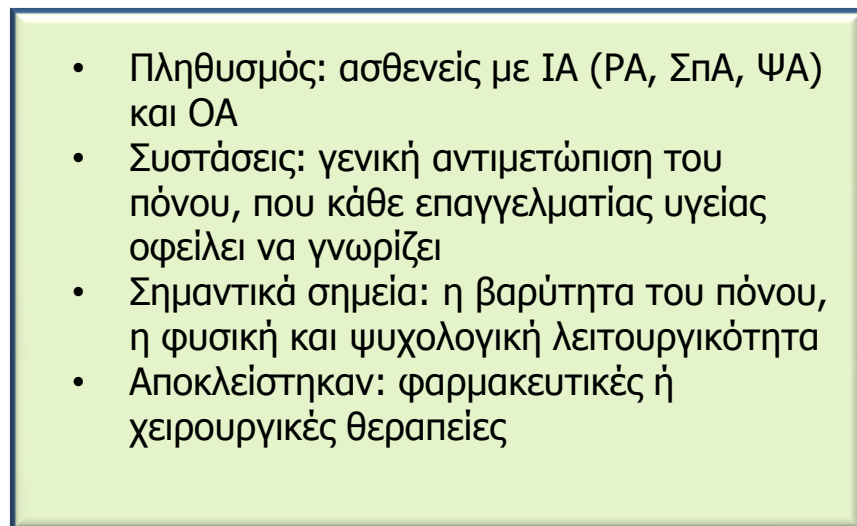 • Πληθυσμός: ασθενείς με ΙΑ (ΡΑ, ΣπΑ, ΨΑ)
και ΟΑ
• Συστάσεις: γενική αντιμετώπιση του
πόνου, που κάθε επαγγελματίας υγείας
οφείλει να γνωρίζει
• Σημαντικά σημεία: η βαρύτητα του πόνου,
η φυσική και ψυχολογική λειτουργικότητα
• Αποκλείστηκαν: φαρμακευτικές ή
χειρουργικές θεραπείες